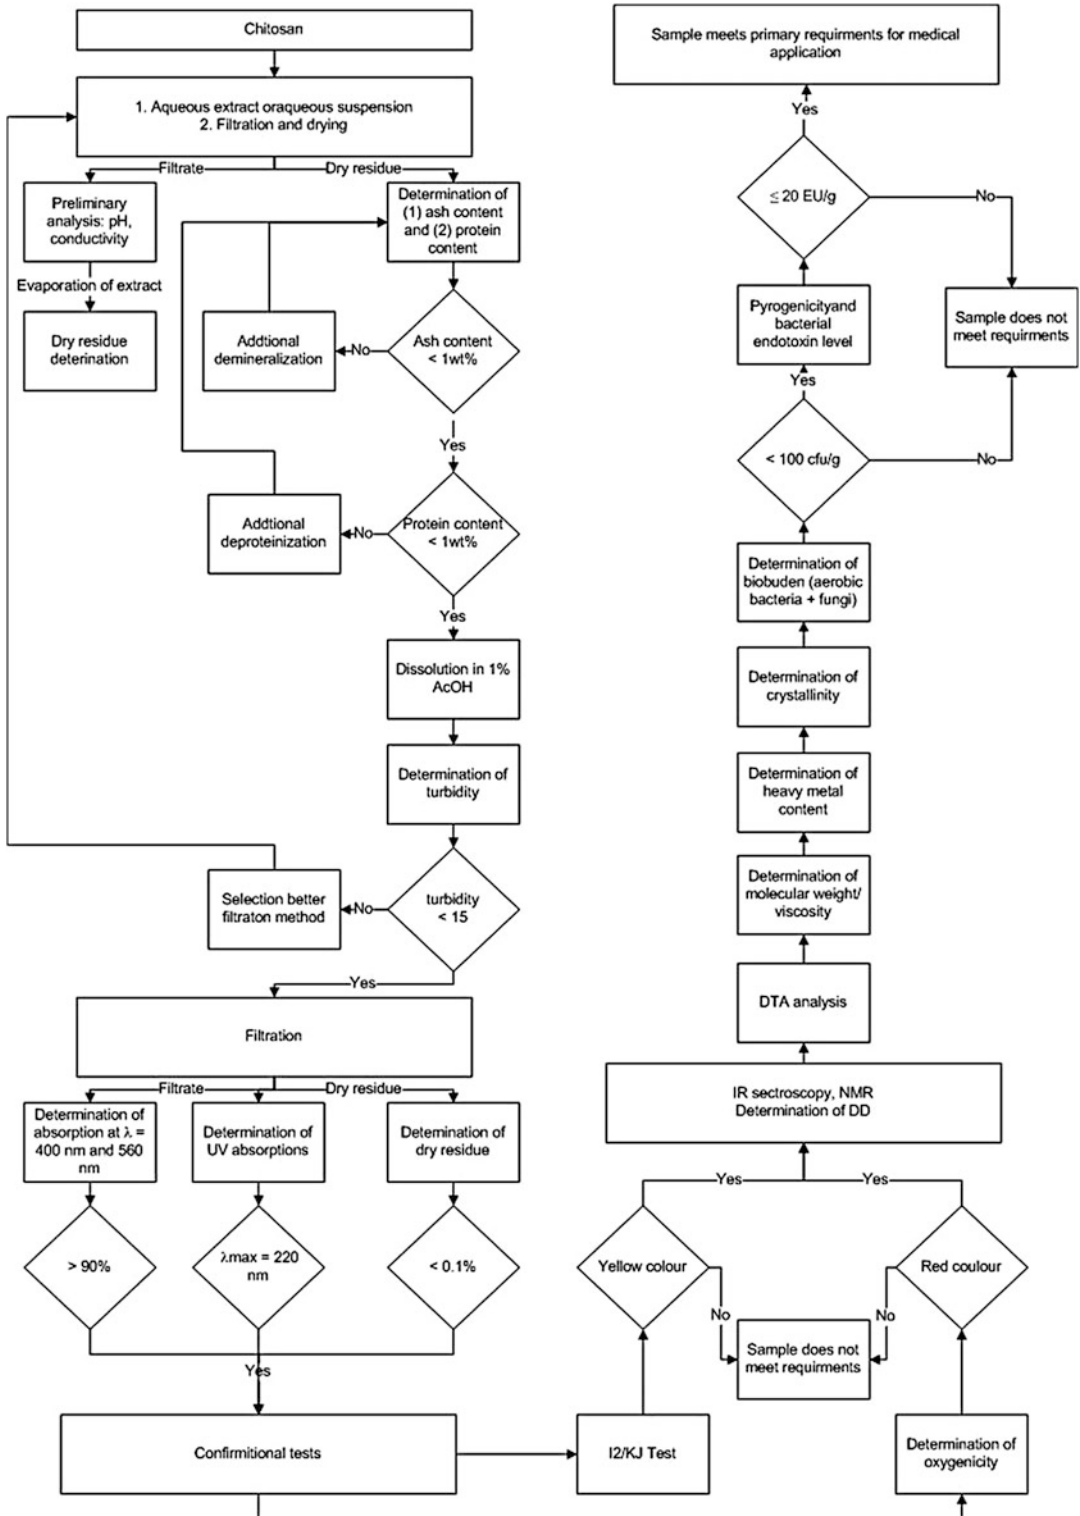 Chitosan
1. Aqueous extract oraqueous suspension
2. Filtration and drying
Filtrate
Dry residue
Preliminary
analysis: pH,
conductivity
Determination of
(1) ash content
and (2) protein
content
Evaporation of extract
Dry residue
deterination
Addtional
demineralization
No
Ash content
< 1wt%
Yes
Addtional
deproteinization
No
Protein content
< 1wt%
Yes
Dissolution in 1%
AcOH
Determination of
turbidity
Selection better
filtraton method
No
turbidity
< 15
Yes
Filtration
Filtrate
Dry residue
Determination of
absorption at λ =
400 nm and 560
nm
Determination of
UV absorptions
Determination of
dry residue
> 90%
λmax = 220
nm
< 0.1%
Yes
Confirmitional tests
I2/KJ Test
Determination of
oxygenicity
Yellow colour
Red coulour
No
No
Sample does not
meet requirments
Yes
Yes
IR sectroscopy, NMR
Determination of DD
DTA analysis
Determination of
molecular weight/
viscosity
Determination of
heavy metal
content
Determination of
crystallinity
Determination of
biobuden (aerobic
bacteria + fungi)
< 100 cfu/g
No
Yes
Pyrogenicityand
bacterial
endotoxin level
Sample does not
meet requirments
≤ 20 EU/g
No
Yes
Sample meets primary requirments for medical
application